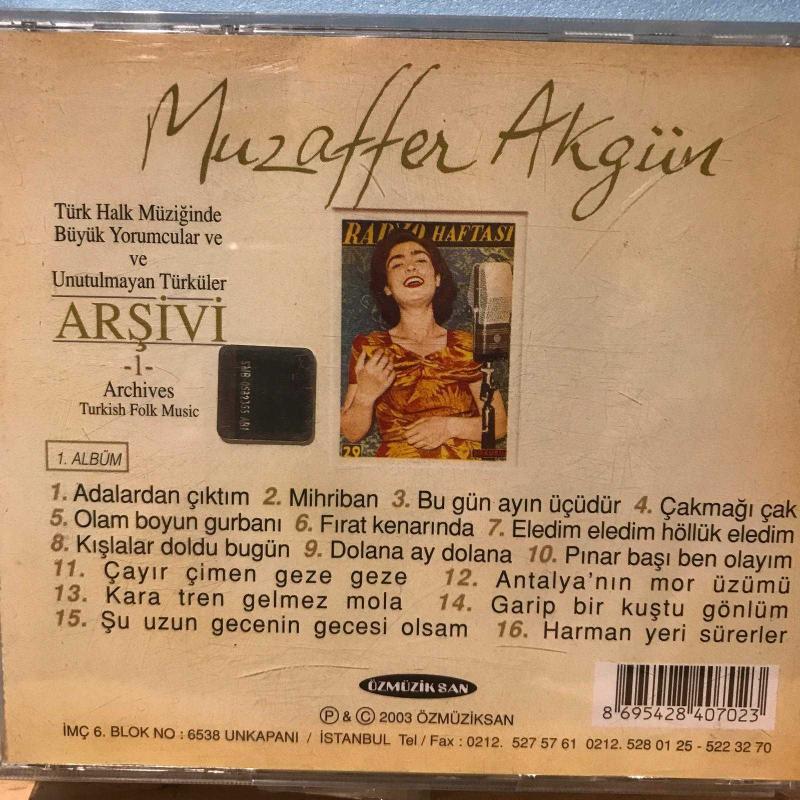 Muzaffer Akgün
Türk Halk Müziğinde
Büyük Yorumcular ve
ve
Unutulmayan Türküler
ARŞİVİ
-1-
Archives
Turkish Folk Music
RADYO HAFTASI
29
1. ALBÜM
1. Adalardan çıktım 2. Mihriban 3. Bu gün ayın üçüdür 4. Çakmağı çak
5. Olam boyun gurbanı 6. Fırat kenarında 7. Eledim eledim höllük eledim
8. Kışlalar doldu bugün 9. Dolana ay dolana 10. Pınar başı ben olayım
11. Çayır çimen geze geze 12. Antalya'nın mor üzümü
13. Kara tren gelmez mola 14. Garip bir kuştu gönlüm
15. Şu uzun gecenin gecesi olsam 16. Harman yeri sürerler
ÖZMÜZİK SAN
Ⓟ & © 2003 ÖZMÜZİKSAN
İMÇ 6. BLOK NO : 6538 UNKAPANI / İSTANBUL Tel / Fax : 0212. 527 57 61 0212. 528 01 25 - 522 32 70
8 695428 407023